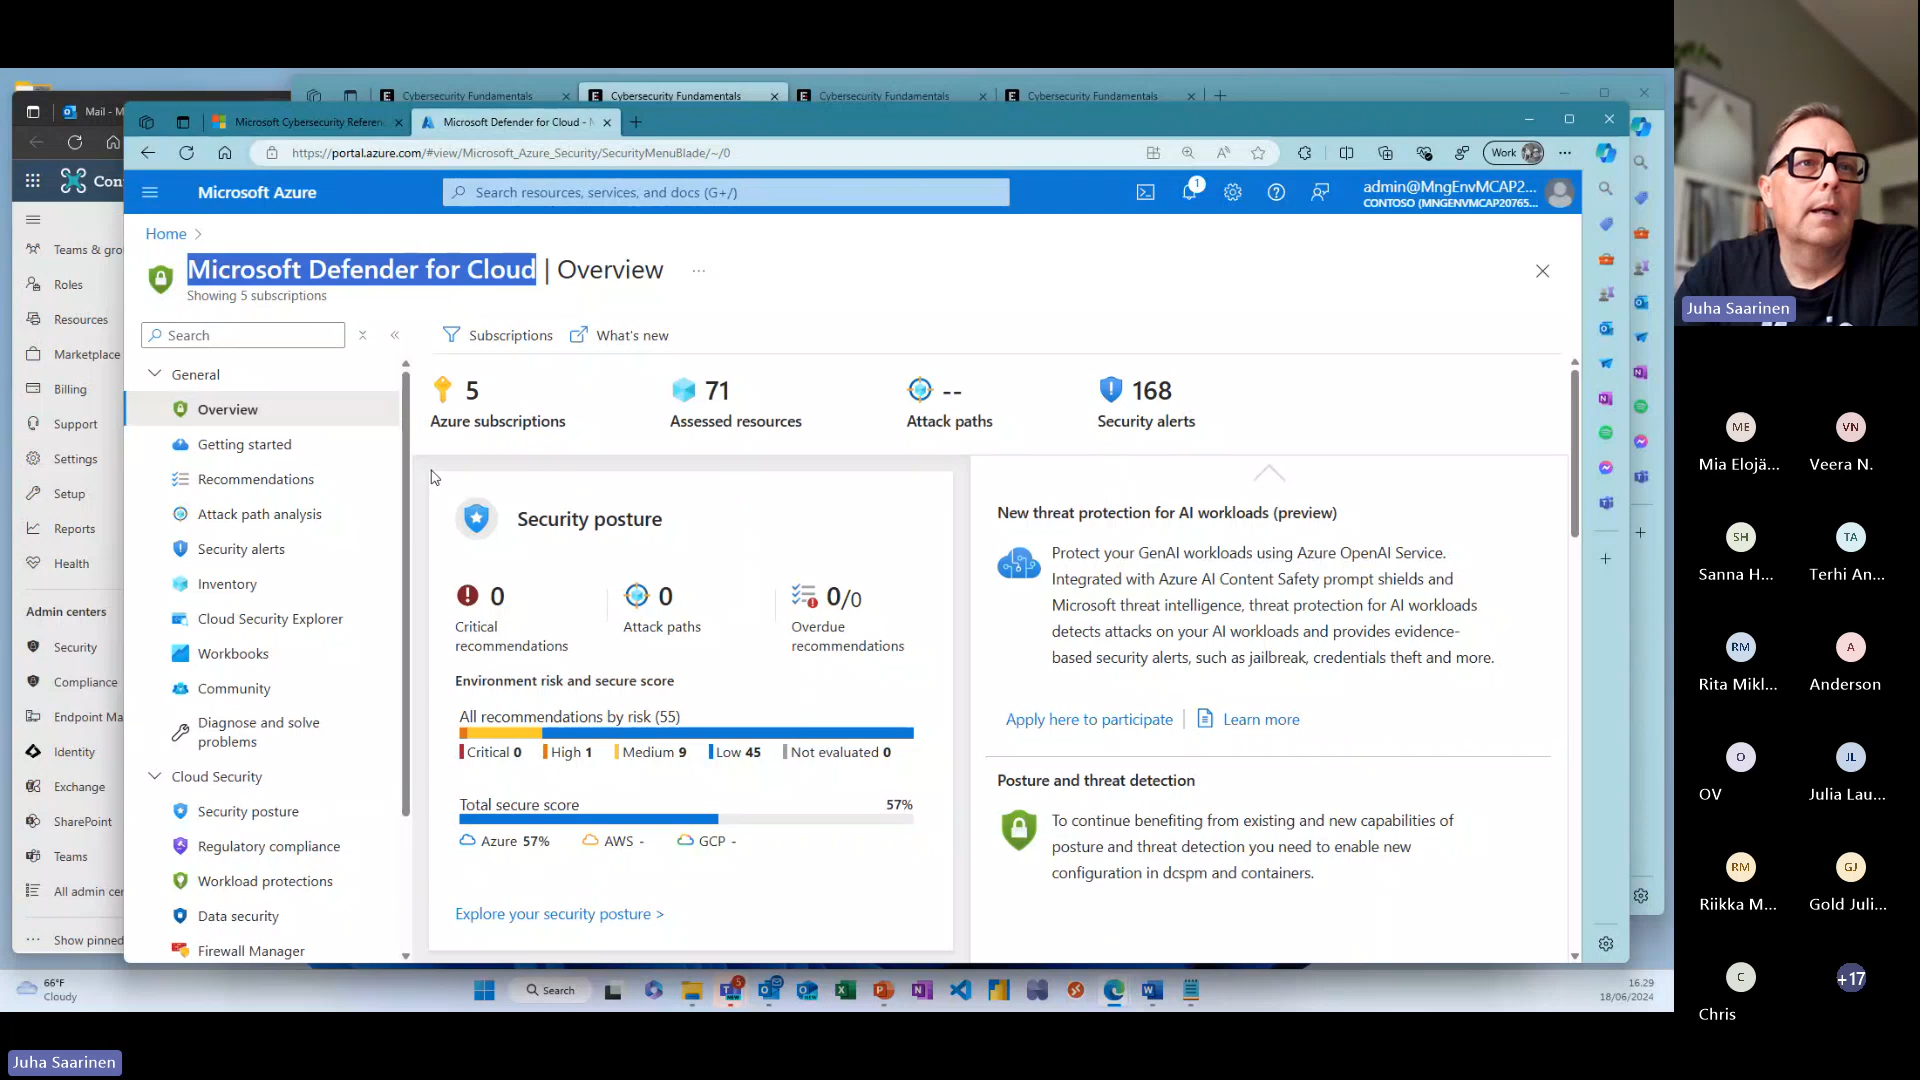 Cybersecurity Fundamentals
Cybersecurity Fundamentals
Cybersecurity Fundamentals
Cybersecurity Fundamentals
Mail - M
Microsoft Cybersecurity Referen
Microsoft Defender for Cloud - M
https://portal.azure.com/#view/Microsoft_Azure_Security/SecurityMenuBlade/~/0
Work
Con
Microsoft Azure
Search resources, services, and docs (G+/)
1
admin@MngEnvMCAP2...
CONTOSO (MNGENVMCAP20765...
Teams & gro
Roles
Resources
Marketplace
Billing
Support
Settings
Setup
Reports
Health
Admin centers
Security
Compliance
Endpoint Ma
Identity
Exchange
SharePoint
Teams
All admin cen
Show pinned
Home
Microsoft Defender for Cloud | Overview
...
Showing 5 subscriptions
Search
General
Overview
Getting started
Recommendations
Attack path analysis
Security alerts
Inventory
Cloud Security Explorer
Workbooks
Community
Diagnose and solve
problems
Cloud Security
Security posture
Regulatory compliance
Workload protections
Data security
Firewall Manager
Subscriptions
What's new
5
Azure subscriptions
71
Assessed resources
--
Attack paths
168
Security alerts
Security posture
0
Critical
recommendations
0
Attack paths
0/0
Overdue
recommendations
Environment risk and secure score
All recommendations by risk (55)
Critical 0
High 1
Medium 9
Low 45
Not evaluated 0
Total secure score
57%
Azure 57%
AWS -
GCP -
Explore your security posture >
New threat protection for AI workloads (preview)
Protect your GenAI workloads using Azure OpenAI Service.
Integrated with Azure AI Content Safety prompt shields and
Microsoft threat intelligence, threat protection for AI workloads
detects attacks on your AI workloads and provides evidence-
based security alerts, such as jailbreak, credentials theft and more.
Apply here to participate
Learn more
Posture and threat detection
To continue benefiting from existing and new capabilities of
posture and threat detection you need to enable new
configuration in dcspm and containers.
66°F
Cloudy
Search
5
NEW
16.29
18/06/2024
Juha Saarinen
ME
Mia Elojä...
VN
Veera N.
SH
Sanna H...
TA
Terhi An...
RM
Rita Mikl...
A
Anderson
O
OV
JL
Julia Lau...
RM
Riikka M...
GJ
Gold Juli...
C
Chris
+17
Juha Saarinen